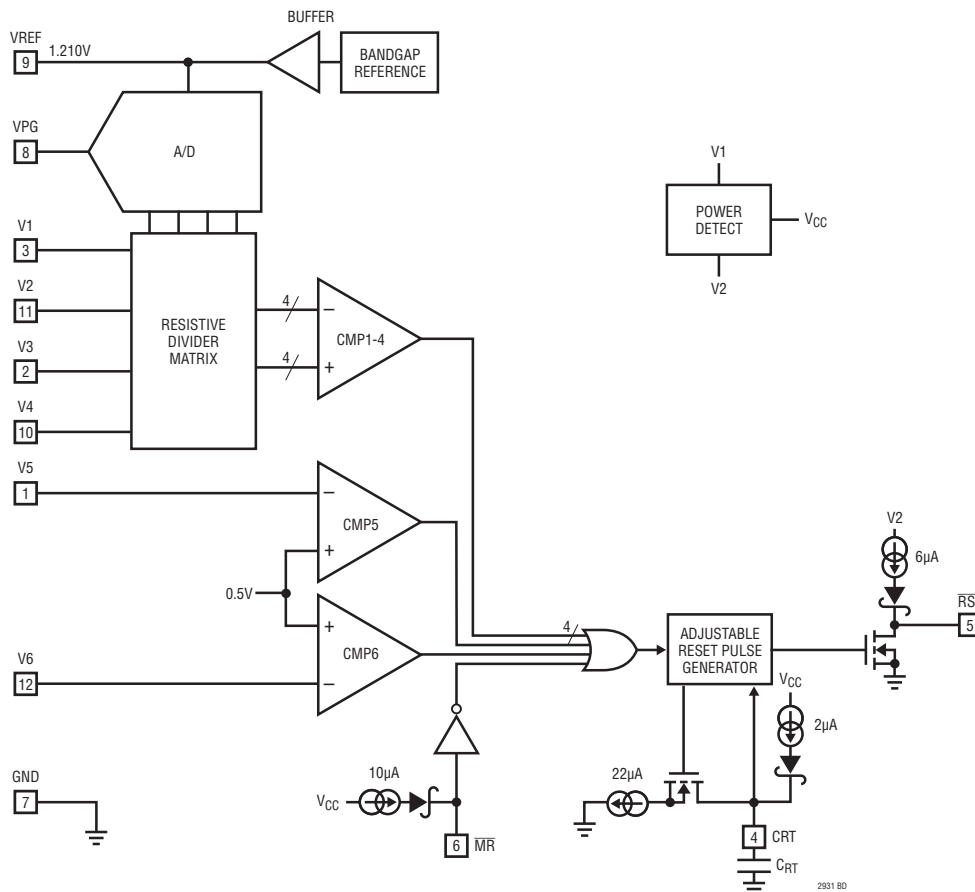 BUFFER
VREF
9
1.210V
BANDGAP
REFERENCE
VPG
8
A/D
V1
POWER
DETECT
VCC
V2
V1
3
V2
11
V3
2
V4
10
RESISTIVE
DIVIDER
MATRIX
4
–
4
+
CMP1-4
V5
1
–
CMP5
+
0.5V
+
CMP6
–
V6
12
4
ADJUSTABLE
RESET PULSE
GENERATOR
V2
6µA
RS
5
VCC
2µA
GND
7
10µA
VCC
6
MR
22µA
4
CRT
CRT
2931 BD